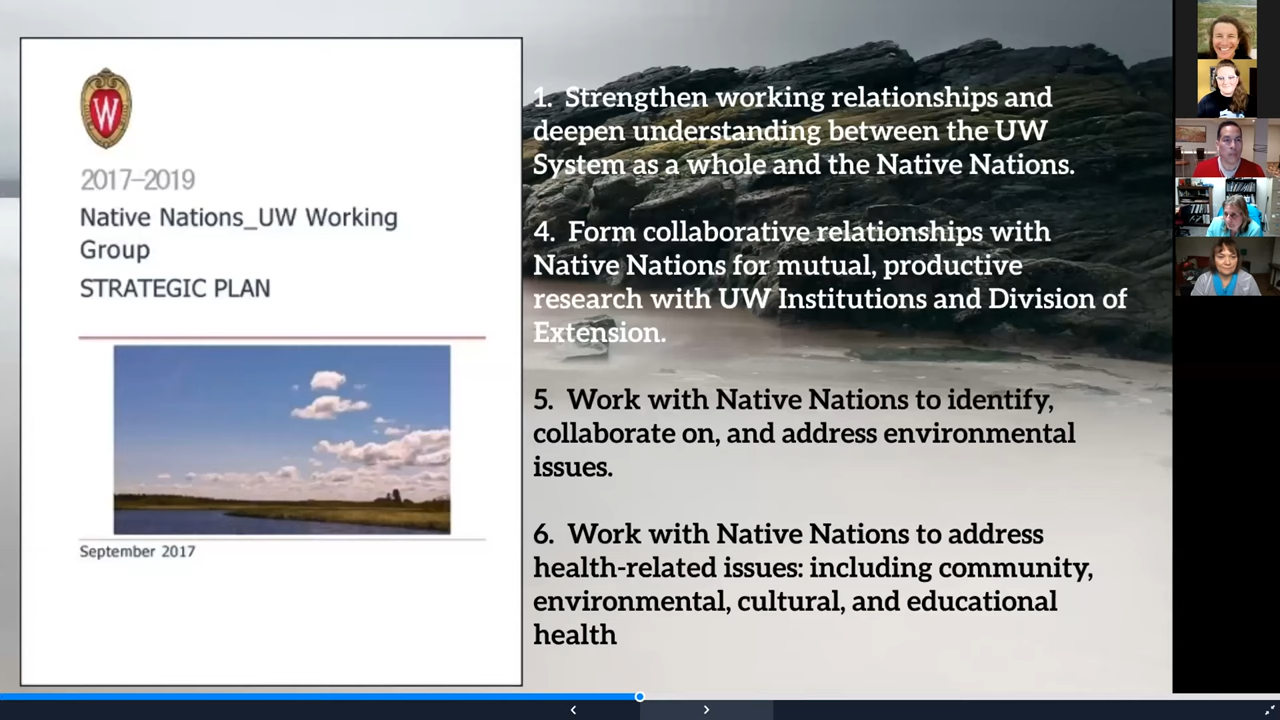 W
2017–2019
Native Nations_UW Working
Group
STRATEGIC PLAN
September 2017
1. Strengthen working relationships and
deepen understanding between the UW
System as a whole and the Native Nations.
4. Form collaborative relationships with
Native Nations for mutual, productive
research with UW Institutions and Division of
Extension.
5. Work with Native Nations to identify,
collaborate on, and address environmental
issues.
6. Work with Native Nations to address
health-related issues: including community,
environmental, cultural, and educational
health